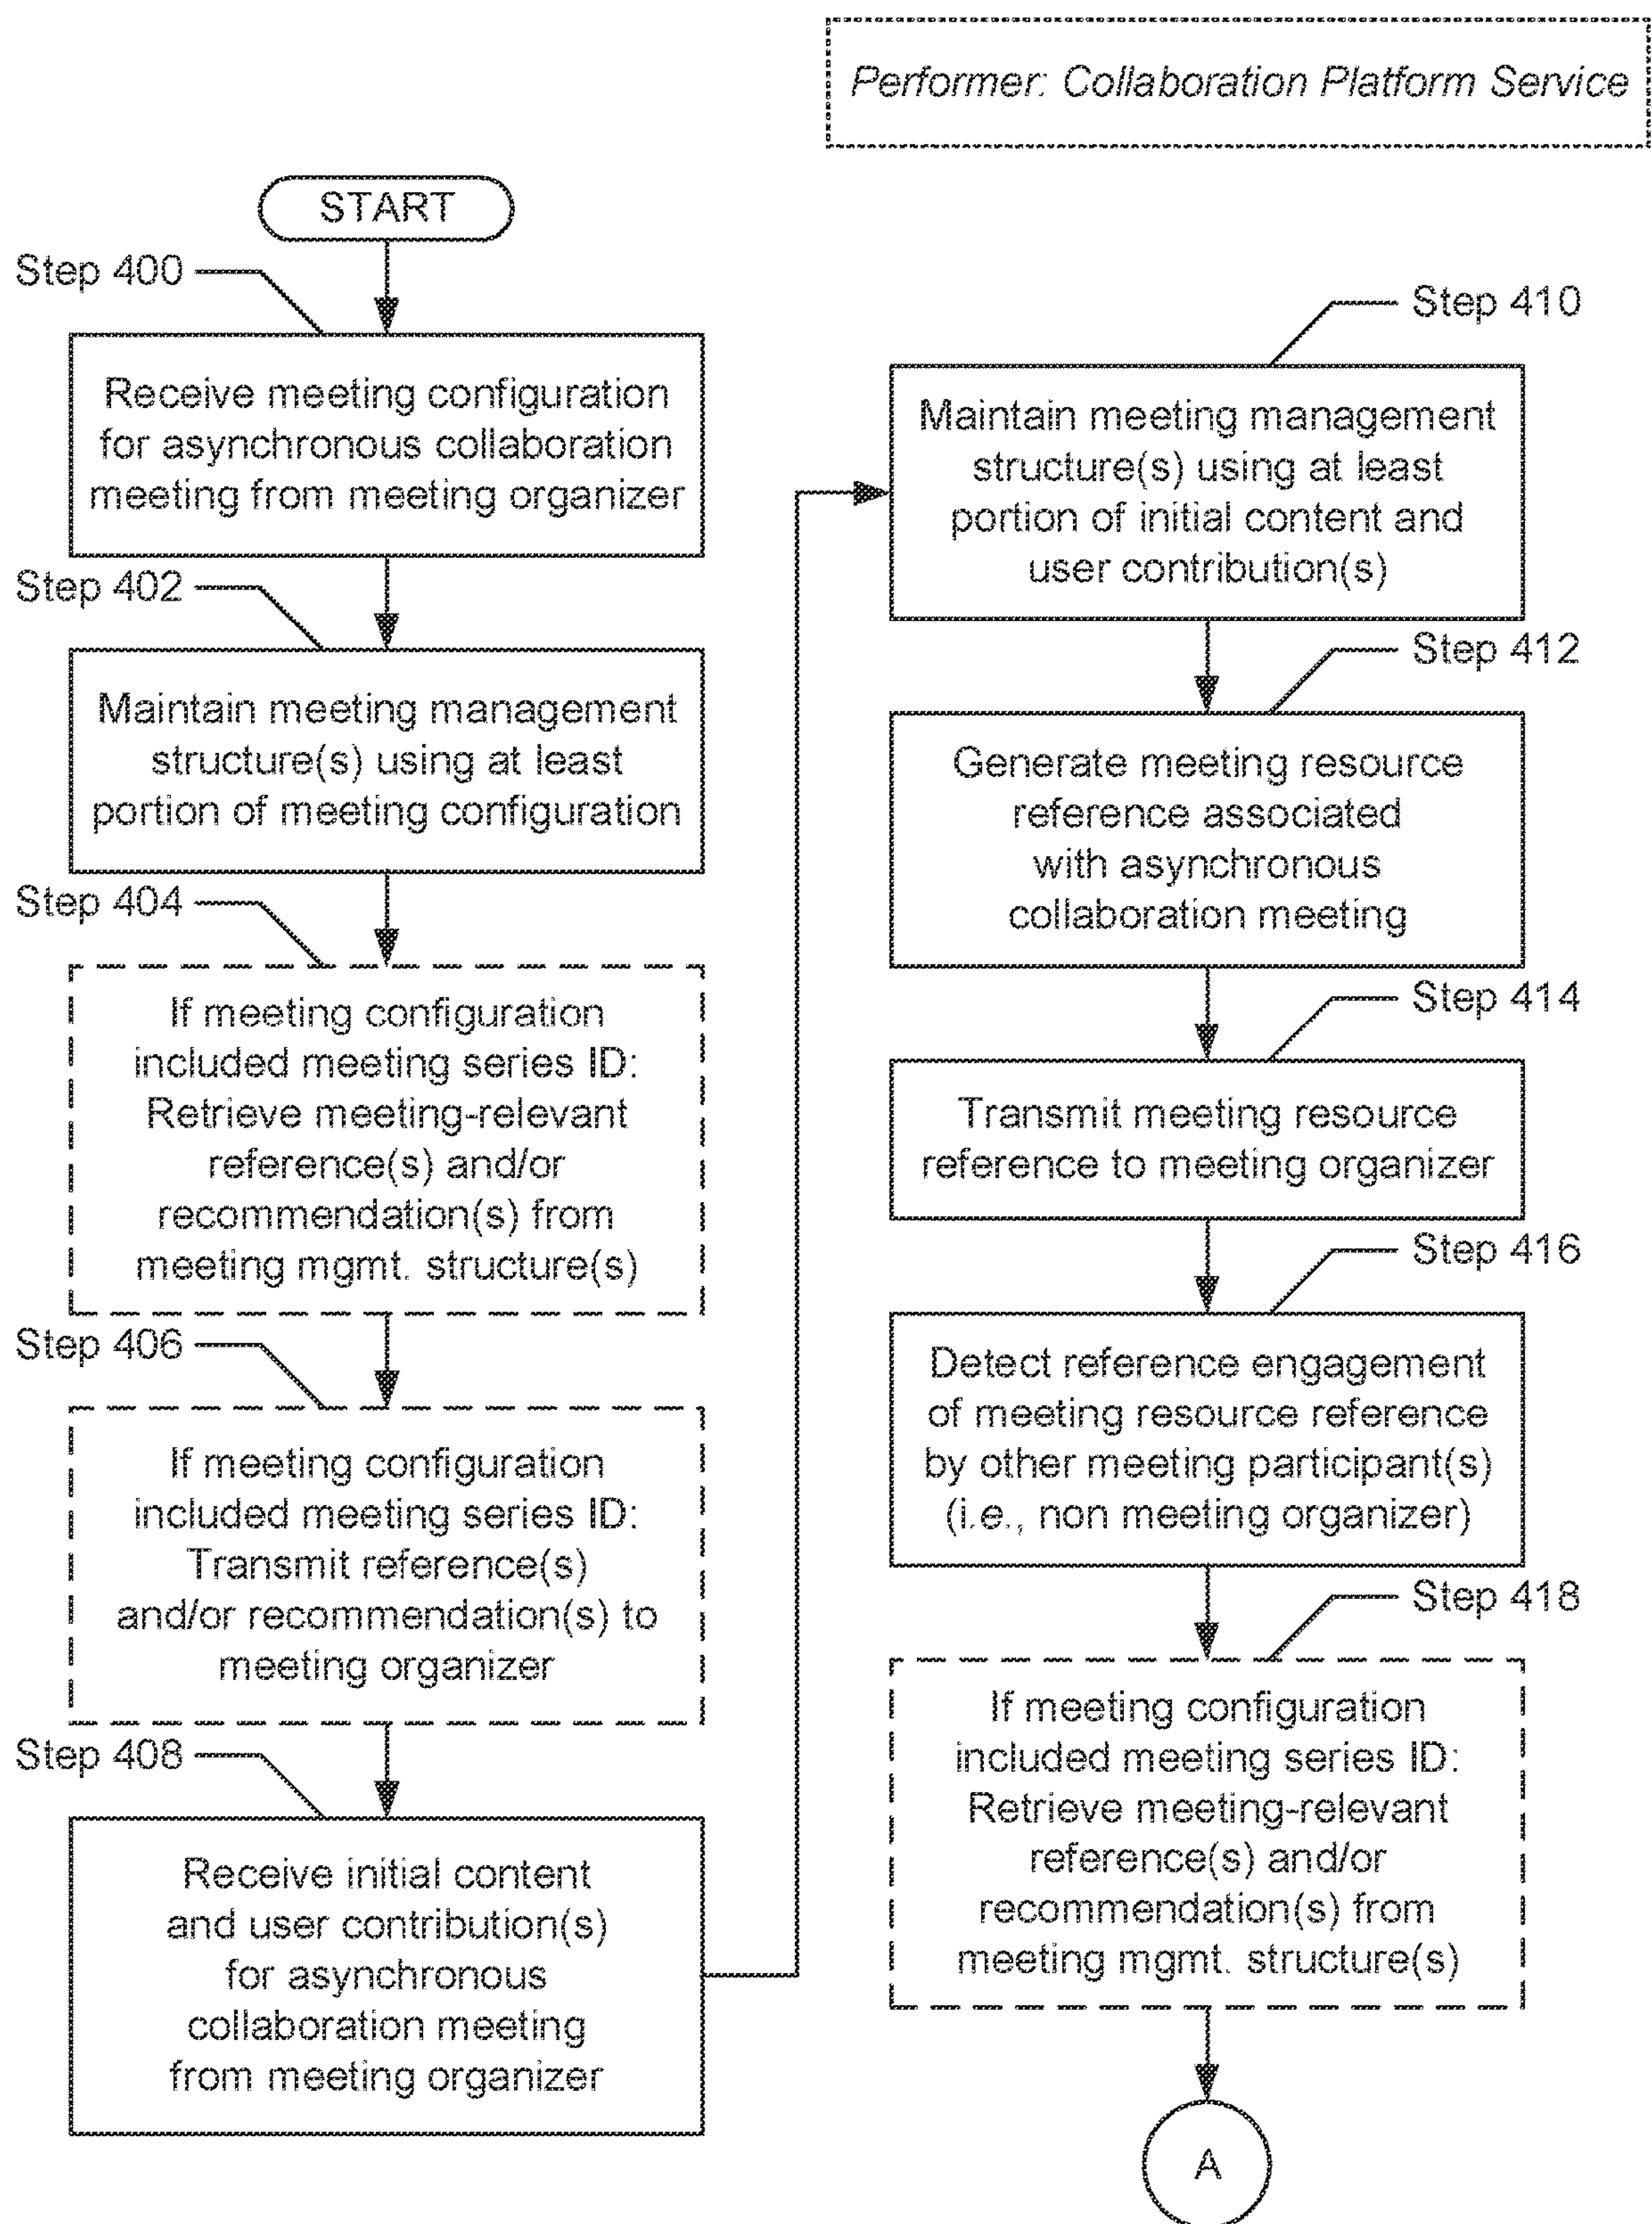 Performer: Collaboration Platform Service
START
Step 400
Receive meeting configuration
for asynchronous collaboration
meeting from meeting organizer
Step 402
Maintain meeting management
structure(s) using at least
portion of meeting configuration
Step 404
If meeting configuration
included meeting series ID:
Retrieve meeting-relevant
reference(s) and/or
recommendation(s) from
meeting mgmt. structure(s)
Step 406
If meeting configuration
included meeting series ID:
Transmit reference(s)
and/or recommendation(s) to
meeting organizer
Step 408
Receive initial content
and user contribution(s)
for asynchronous
collaboration meeting
from meeting organizer
Step 410
Maintain meeting management
structure(s) using at least
portion of initial content and
user contribution(s)
Step 412
Generate meeting resource
reference associated
with asynchronous
collaboration meeting
Step 414
Transmit meeting resource
reference to meeting organizer
Step 416
Detect reference engagement
of meeting resource reference
by other meeting participant(s)
(i.e., non meeting organizer)
Step 418
If meeting configuration
included meeting series ID:
Retrieve meeting-relevant
reference(s) and/or
recommendation(s) from
meeting mgmt. structure(s)
A